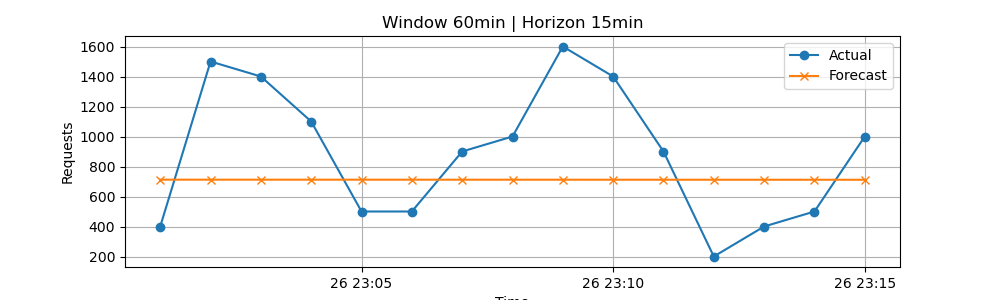 Window 60min | Horizon 15min
Actual
Forecast
1600
1400
1200
1000
800
600
400
200
Requests
26 23:05
26 23:10
26 23:15
Time